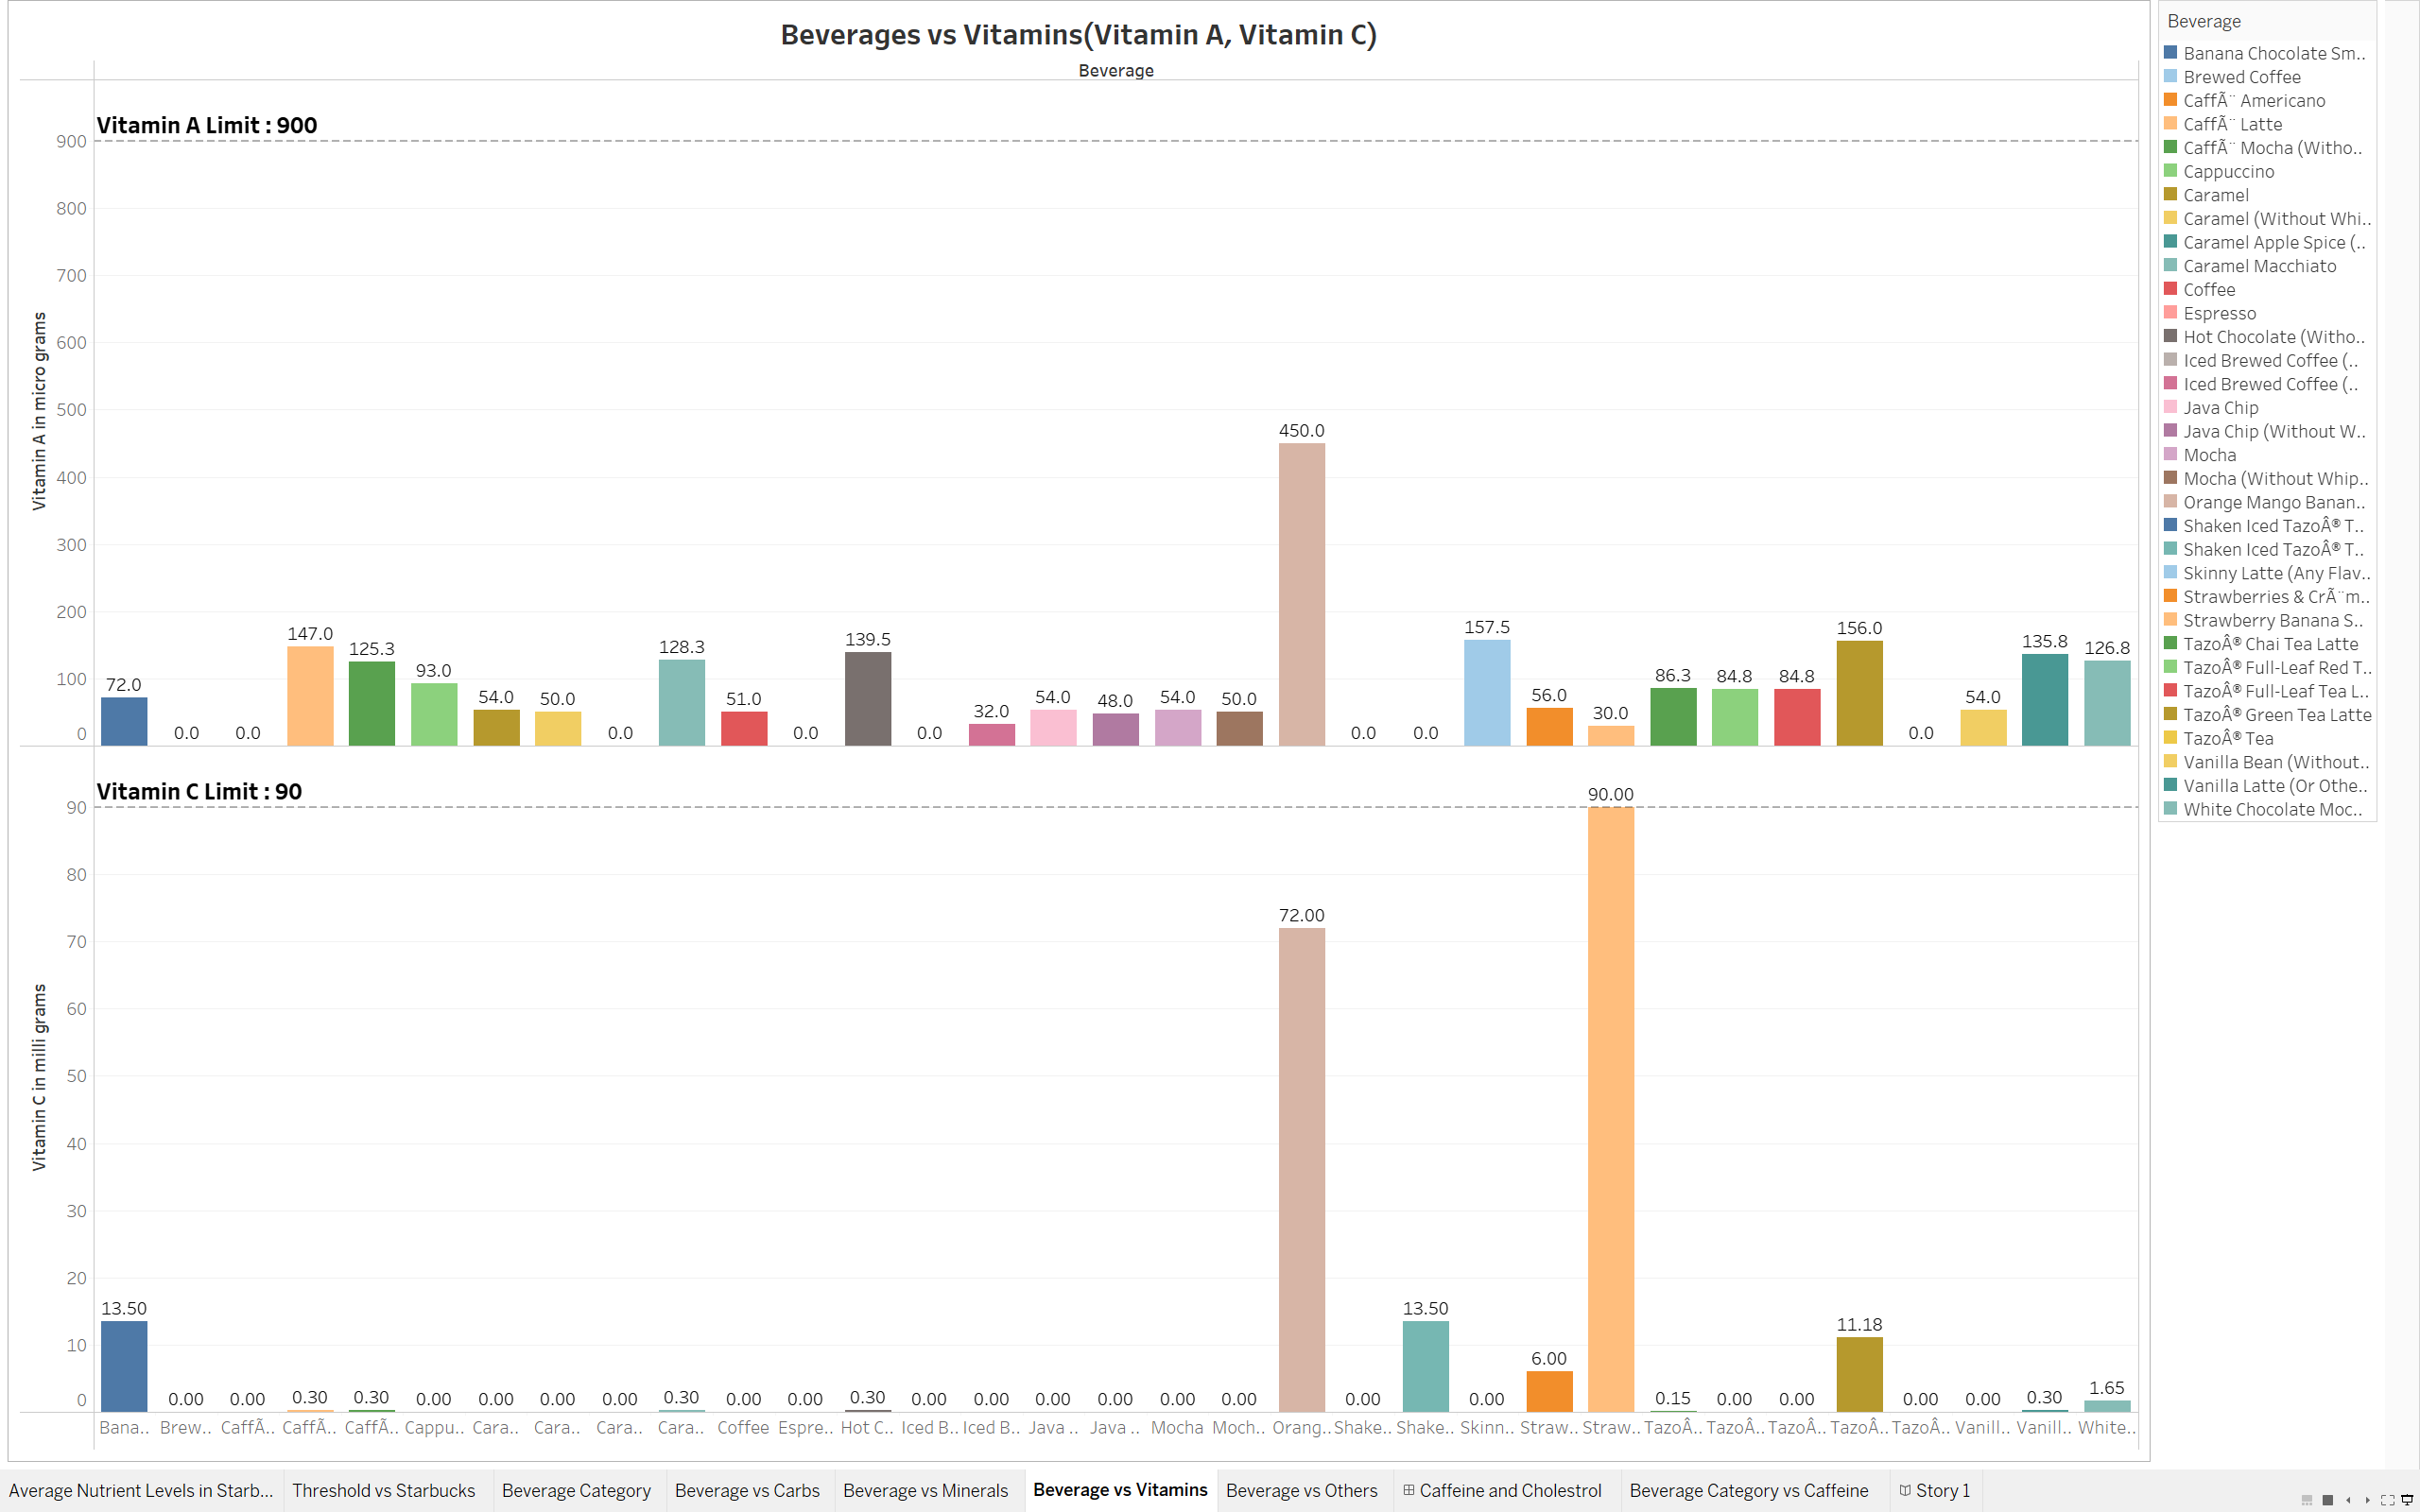 Beverages vs Vitamins(Vitamin A, Vitamin C)
Beverage
Vitamin A Limit : 900
Vitamin A in micro grams
900
800
700
600
500
400
300
200
100
0
72.0 0.0 0.0 147.0 125.3 93.0 54.0 50.0 0.0 128.3 51.0 0.0 139.5 0.0 32.0 54.0 48.0 54.0 50.0 450.0 0.0 0.0 157.5 56.0 30.0 86.3 84.8 84.8 156.0 0.0 54.0 135.8 126.8
Vitamin C Limit : 90
Vitamin C in milli grams
90
80
70
60
50
40
30
20
10
0
13.50 0.00 0.00 0.30 0.30 0.00 0.00 0.00 0.00 0.30 0.00 0.00 0.30 0.00 0.00 0.00 0.00 0.00 0.00 72.00 0.00 13.50 0.00 6.00 90.00 0.15 0.00 0.00 11.18 0.00 0.00 0.30 1.65
Bana.. Brew.. CaffÃ.. CaffÃ.. CaffÃ.. Cappu.. Cara.. Cara.. Cara.. Cara.. Coffee Espre.. Hot C.. Iced B.. Iced B.. Java .. Java .. Mocha Moch.. Orang.. Shake.. Shake.. Skinn.. Straw.. Straw.. TazoÂ.. TazoÂ.. TazoÂ.. TazoÂ.. TazoÂ.. Vanill.. Vanill.. White..
Beverage
Banana Chocolate Sm..
Brewed Coffee
CaffÃ¨ Americano
CaffÃ¨ Latte
CaffÃ¨ Mocha (Witho..
Cappuccino
Caramel
Caramel (Without Whi..
Caramel Apple Spice (..
Caramel Macchiato
Coffee
Espresso
Hot Chocolate (Witho..
Iced Brewed Coffee (..
Iced Brewed Coffee (..
Java Chip
Java Chip (Without W..
Mocha
Mocha (Without Whip..
Orange Mango Banan..
Shaken Iced TazoÂ® T..
Shaken Iced TazoÂ® T..
Skinny Latte (Any Flav..
Strawberries & CrÃ¨m..
Strawberry Banana S..
TazoÂ® Chai Tea Latte
TazoÂ® Full-Leaf Red T..
TazoÂ® Full-Leaf Tea L..
TazoÂ® Green Tea Latte
TazoÂ® Tea
Vanilla Bean (Without..
Vanilla Latte (Or Othe..
White Chocolate Moc..
Average Nutrient Levels in Starb... Threshold vs Starbucks Beverage Category Beverage vs Carbs Beverage vs Minerals Beverage vs Vitamins Beverage vs Others Caffeine and Cholestrol Beverage Category vs Caffeine Story 1